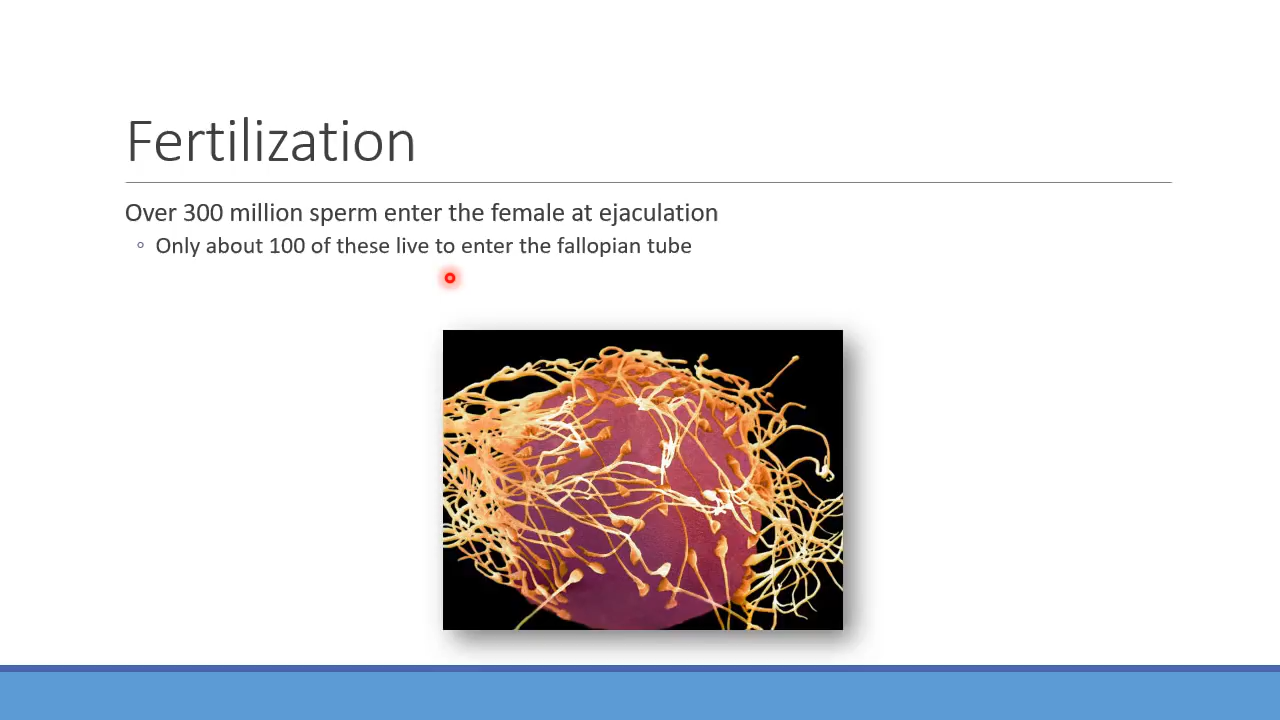 Fertilization
Over 300 million sperm enter the female at ejaculation
◦ Only about 100 of these live to enter the fallopian tube